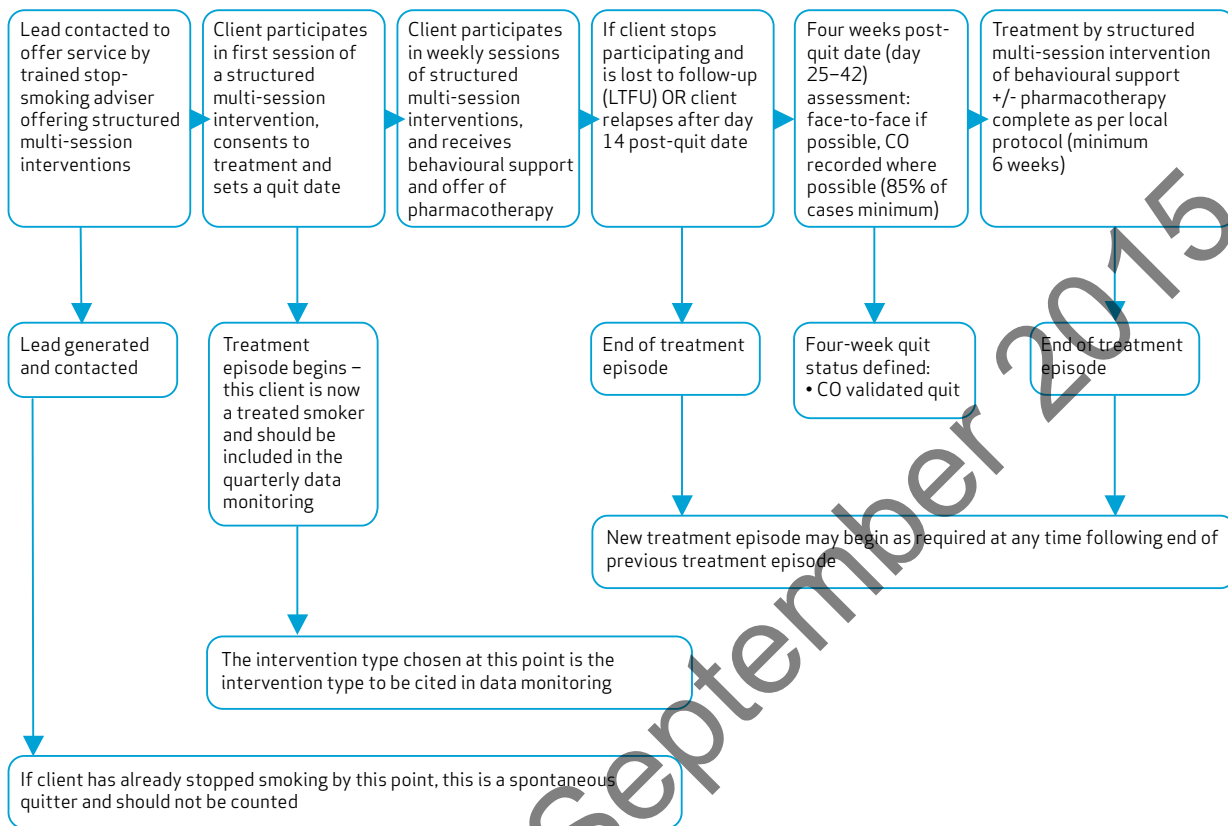 Lead contacted to
offer service by
trained stop-
smoking adviser
offering structured
multi-session
interventions
Client participates
in first session of
a structured
multi-session
intervention,
consents to
treatment and
sets a quit date
Client participates
in weekly sessions
of structured
multi-session
interventions,
and receives
behavioural support
and offer of
pharmacotherapy
If client stops
participating and
is lost to follow-up
(LTFU) OR client
relapses after day
14 post-quit date
Four weeks post-
quit date (day
25–42)
assessment:
face-to-face if
possible, CO
recorded where
possible (85% of
cases minimum)
Treatment by structured
multi-session intervention
of behavioural support
+/- pharmacotherapy
complete as per local
protocol (minimum
6 weeks)
Lead generated
and contacted
Treatment
episode begins –
this client is now
a treated smoker
and should be
included in the
quarterly data
monitoring
End of treatment
episode
Four-week quit
status defined:
• CO validated quit
End of treatment
episode
New treatment episode may begin as required at any time following end of
previous treatment episode
The intervention type chosen at this point is the
intervention type to be cited in data monitoring
If client has already stopped smoking by this point, this is a spontaneous
quitter and should not be counted
September 2015